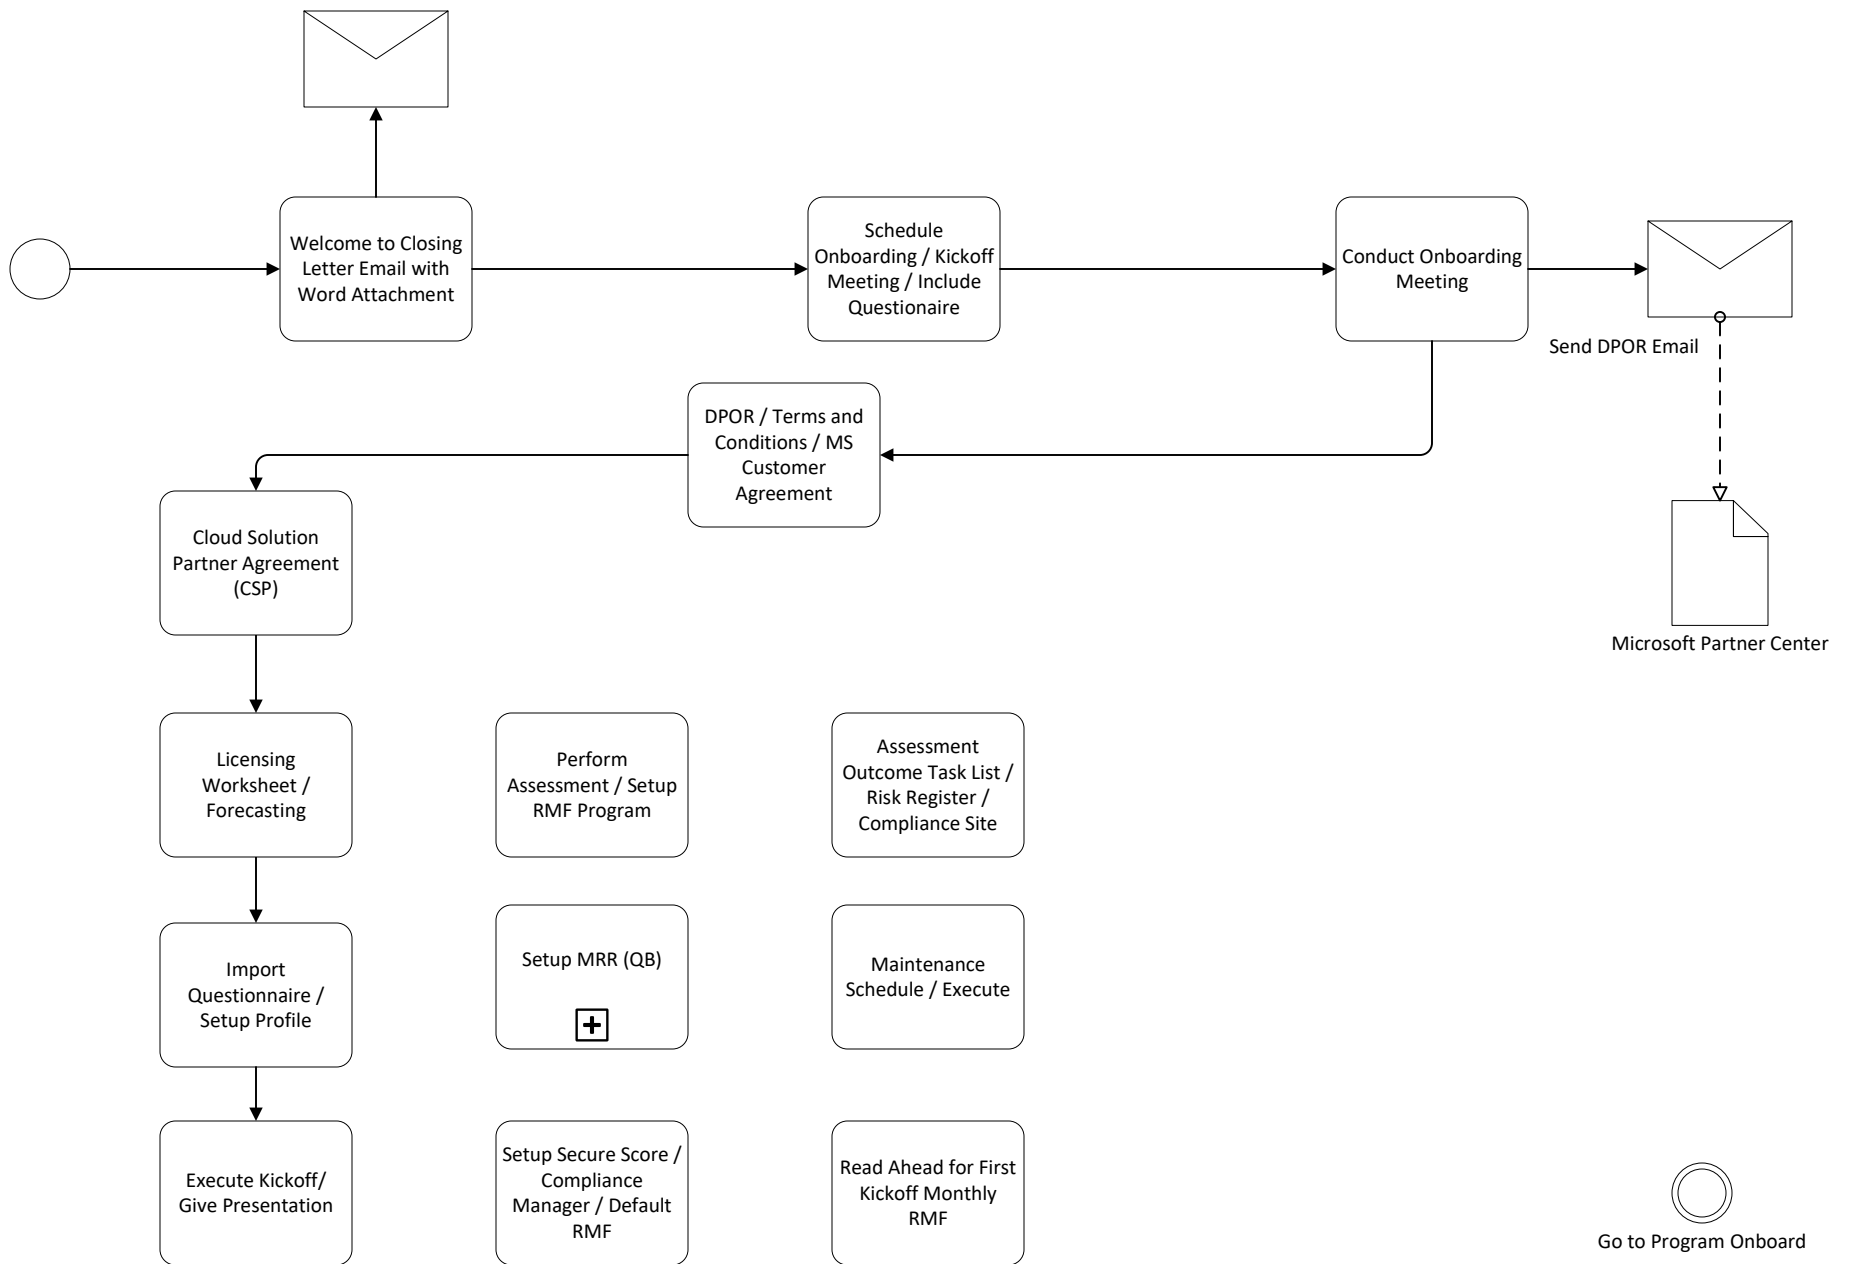 Welcome to Closing
Letter Email with
Word Attachment
Schedule
Onboarding / Kickoff
Meeting / Include
Questionaire
Conduct Onboarding
Meeting
Send DPOR Email
DPOR / Terms and
Conditions / MS
Customer
Agreement
Cloud Solution
Partner Agreement
(CSP)
Microsoft Partner Center
Licensing
Worksheet /
Forecasting
Perform
Assessment / Setup
RMF Program
Assessment
Outcome Task List /
Risk Register /
Compliance Site
Import
Questionnaire /
Setup Profile
Setup MRR (QB)
Maintenance
Schedule / Execute
Execute Kickoff/
Give Presentation
Setup Secure Score /
Compliance
Manager / Default
RMF
Read Ahead for First
Kickoff Monthly
RMF
Go to Program Onboard